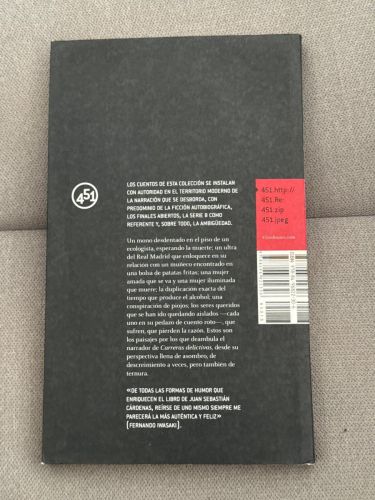 451
LOS CUENTOS DE ESTA COLECCIÓN SE INSTALAN
CON AUTORIDAD EN EL TERRITORIO MODERNO DE
LA NARRACIÓN QUE SE DESBORDA, CON
PREDOMINIO DE LA FICCIÓN AUTOBIOGRÁFICA,
LOS FINALES ABIERTOS, LA SERIE B COMO
REFERENTE Y, SOBRE TODO, LA AMBIGÜEDAD.
Un mono desdentado en el piso de un
ecologista, esperando la muerte; un ultra
del Real Madrid que enloquece en su
relación con un muñeco encontrado en
una bolsa de patatas fritas; una mujer
amada que se va y una mujer iluminada
que muere; la duplicación exacta del
tiempo que produce el alcohol; una
conspiración de piojos; los seres queridos
que se han ido quedando aislados —cada
uno en su pedazo de cuento roto—, que
sufren, que pierden la razón. Estos son
los paisajes por los que deambula el
narrador de Carreras delictivas, desde su
perspectiva llena de asombro, de
descreimiento a veces, pero también de
ternura.
«DE TODAS LAS FORMAS DE HUMOR QUE
ENRIQUECEN EL LIBRO DE JUAN SEBASTIÁN
CÁRDENAS, REÍRSE DE UNO MISMO SIEMPRE ME
PARECERÁ LA MÁS AUTÉNTICA Y FELIZ»
(FERNANDO IWASAKI).
451.http://
451.Re:
451.zip
451.jpeg